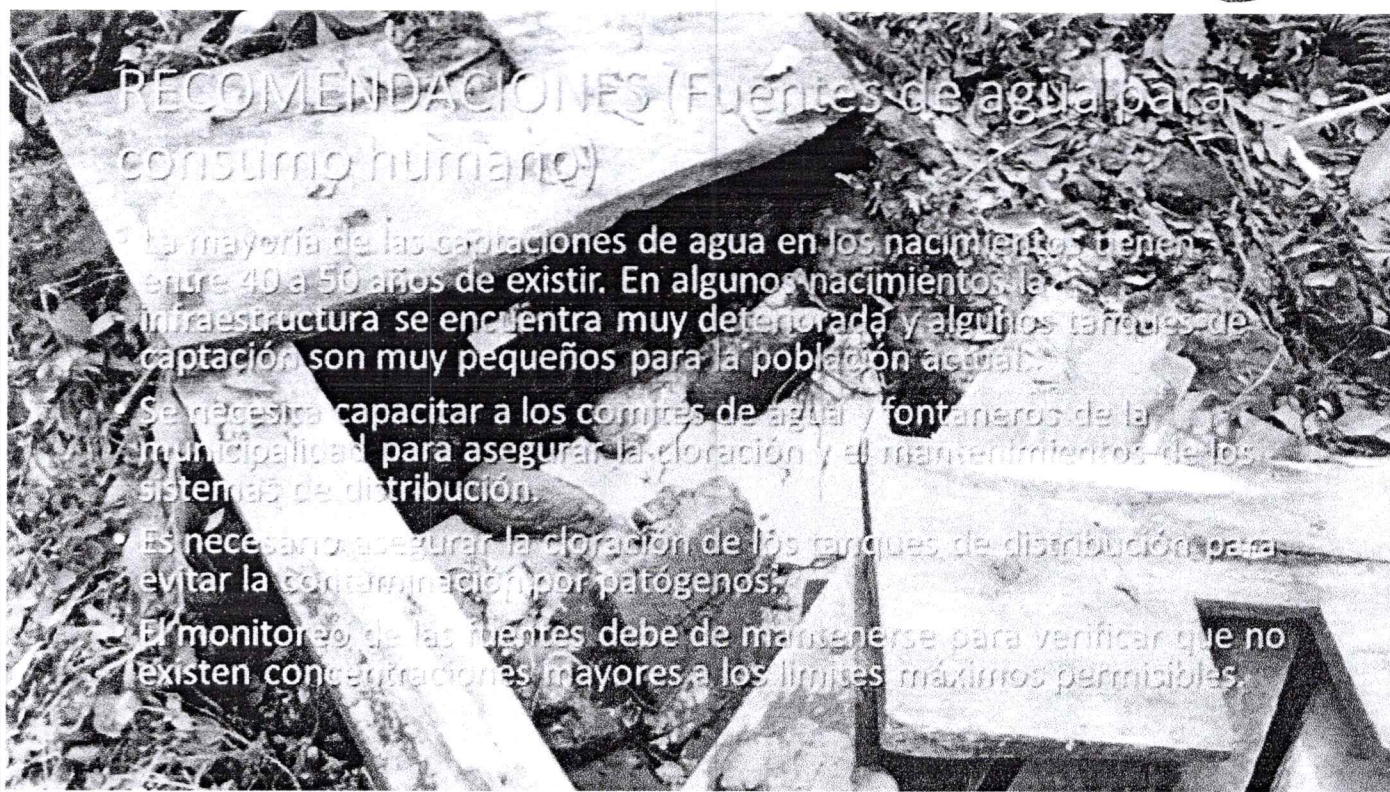 RECOMENDACIONES (Fuentes de agua para
consumo humano)
• La mayoría de las captaciones de agua en los nacimientos tienen
entre 40 a 50 años de existir. En algunos nacimientos la
infraestructura se encuentra muy deteriorada y algunos tanques de
captación son muy pequeños para la población actual.
• Se necesita capacitar a los comités de agua y fontaneros de la
municipalidad para asegurar la cloración y el mantenimientos de los
sistemas de distribución.
• Es necesario asegurar la cloración de los tanques de distribución para
evitar la contaminación por patógenos.
• El monitoreo de las fuentes debe de mantenerse para verificar que no
existen concentraciones mayores a los límites máximos permisibles.